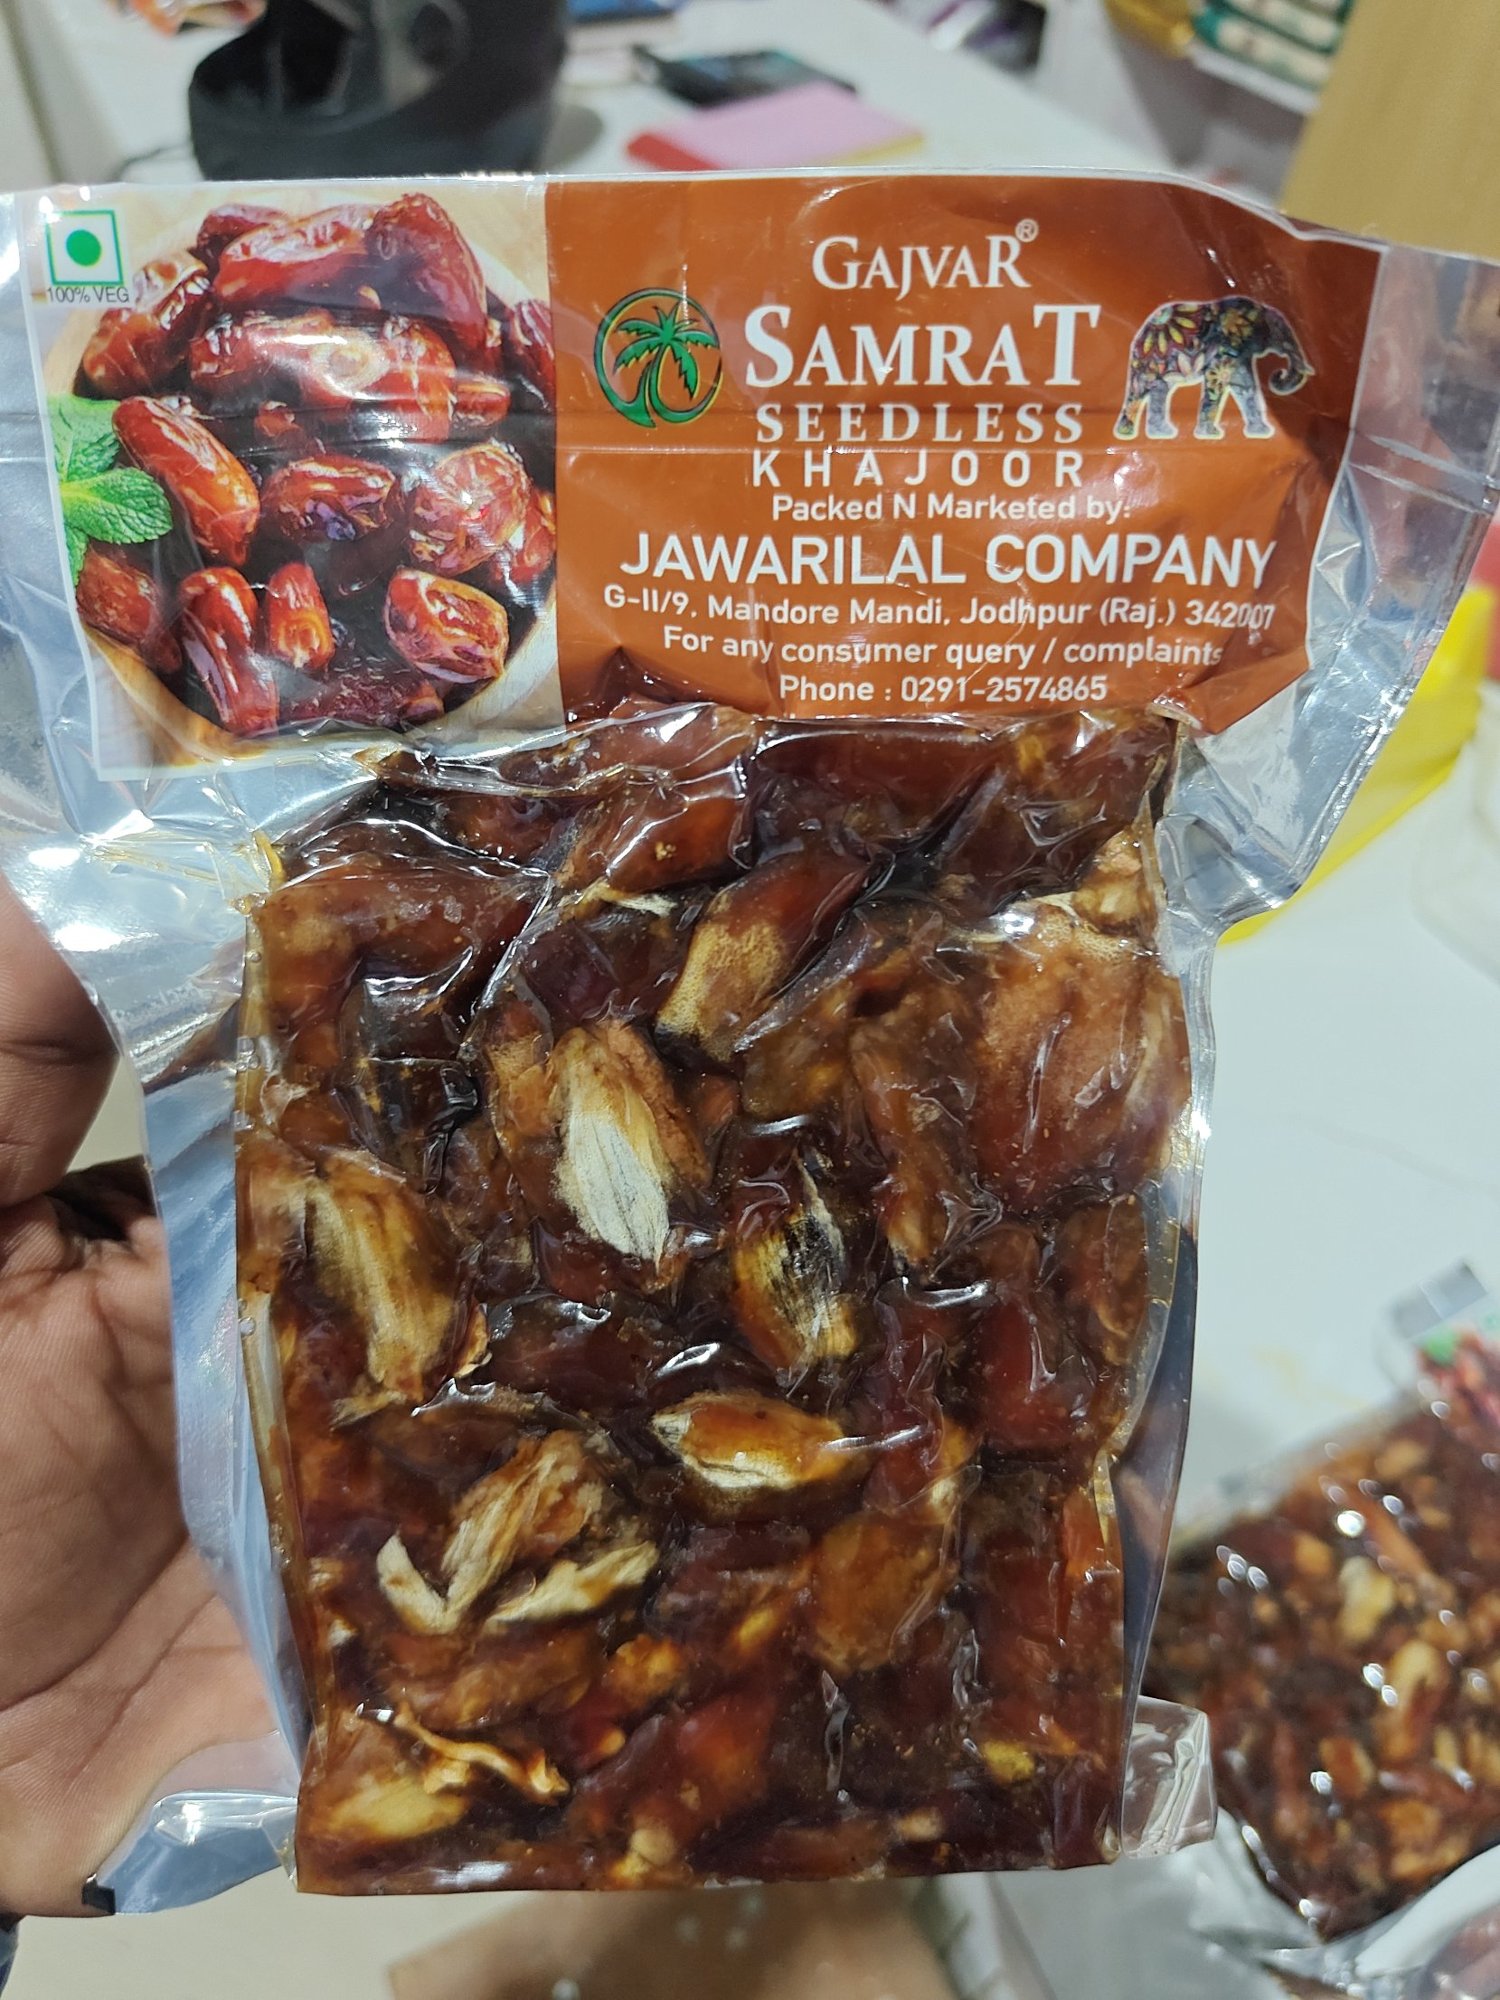 100% VEG
GAJVAR®
SAMRAT
SEEDLESS
KHAJOOR
Packed N Marketed by:
JAWARILAL COMPANY
G-II/9, Mandore Mandi, Jodhpur (Raj.) 342007
For any consumer query / complaints
Phone : 0291-2574865